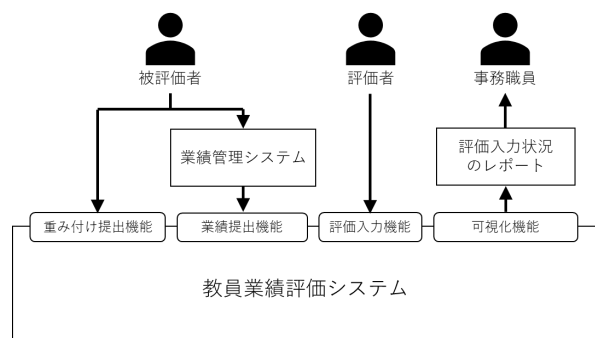 被評価者
評価者
事務職員
業績管理システム
評価入力状況
のレポート
重み付け提出機能
業績提出機能
評価入力機能
可視化機能
教員業績評価システム